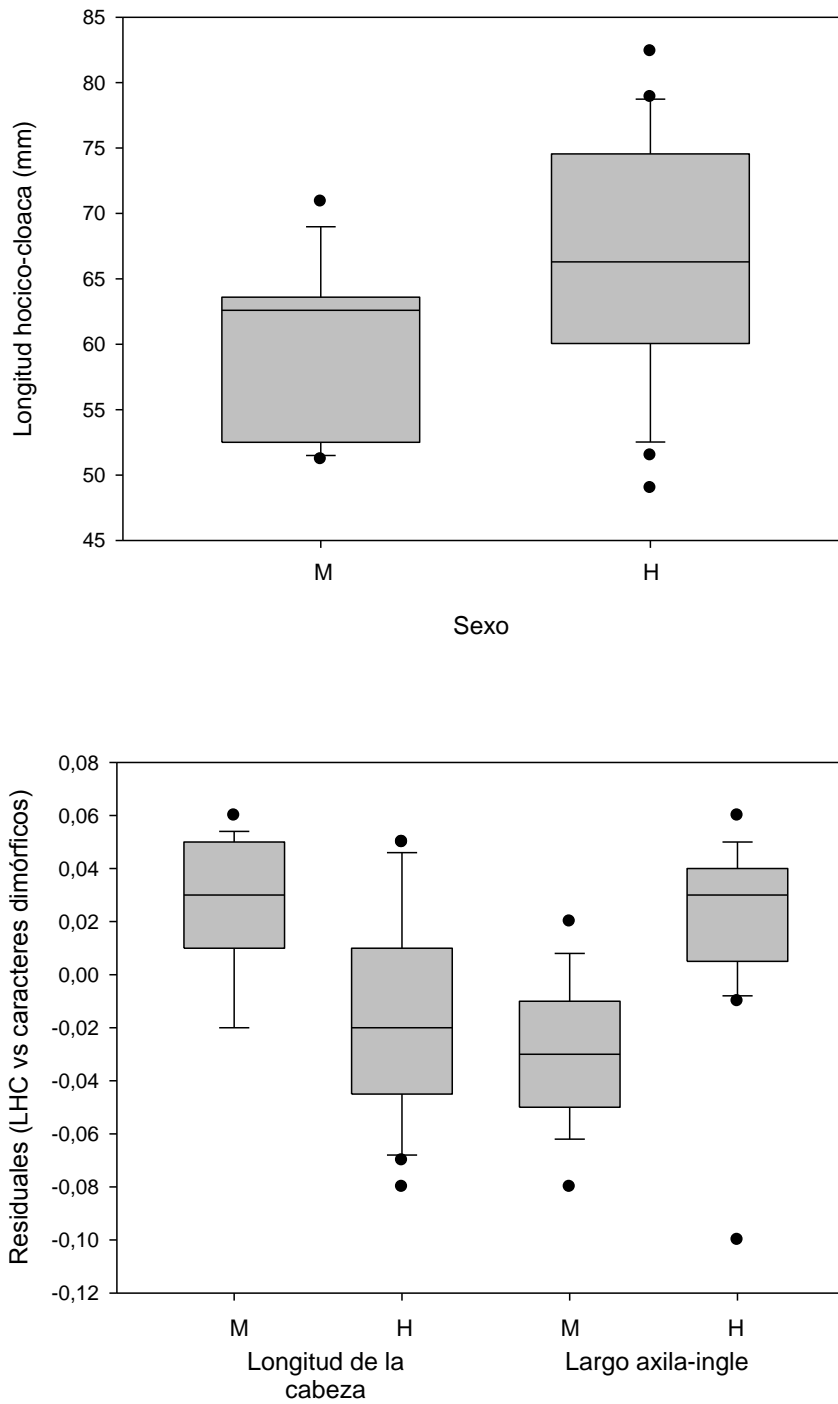 85
80
75
70
65
60
55
50
45
Longitud hocico-cloaca (mm)
M H
Sexo
0,08
0,06
0,04
0,02
0,00
-0,02
-0,04
-0,06
-0,08
-0,10
-0,12
Residuales (LHC vs caracteres dimórficos)
M H M H
Longitud de la
cabeza
Largo axila-ingle